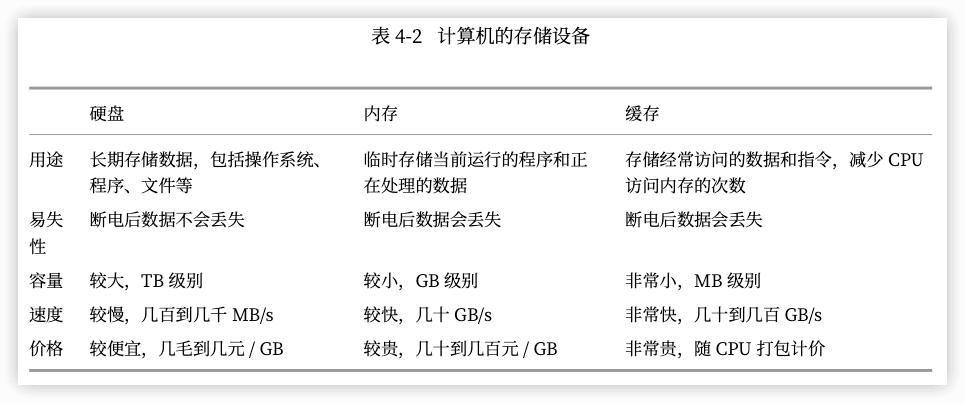 表 4-2 计算机的存储设备
硬盘 内存 缓存
用途 长期存储数据，包括操作系统、 临时存储当前运行的程序和正 存储经常访问的数据和指令，减少 CPU
程序、文件等 在处理的数据 访问内存的次数
易失 断电后数据不会丢失 断电后数据会丢失 断电后数据会丢失
性
容量 较大，TB 级别 较小，GB 级别 非常小，MB 级别
速度 较慢，几百到几千 MB/s 较快，几十 GB/s 非常快，几十到几百 GB/s
价格 较便宜，几毛到几元 / GB 较贵，几十到几百元 / GB 非常贵，随 CPU 打包计价